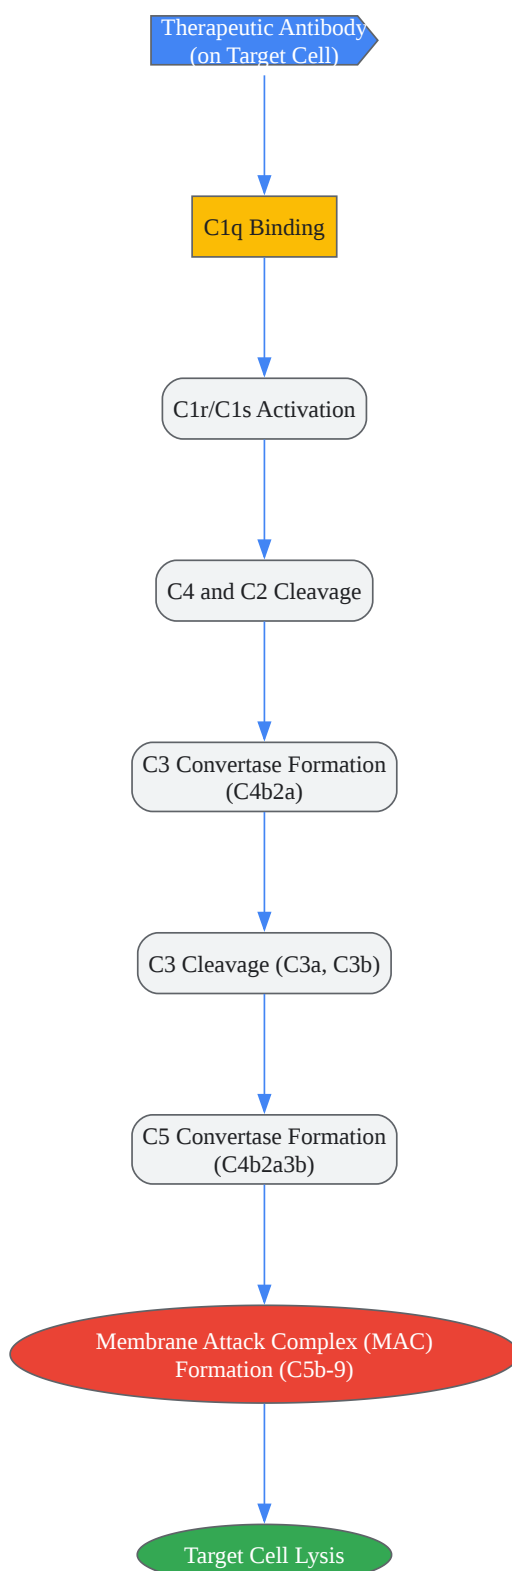 Therapeutic Antibody
(on Target Cell)
C1q Binding
C1r/C1s Activation
C4 and C2 Cleavage
C3 Convertase Formation
(C4b2a)
C3 Cleavage (C3a, C3b)
C5 Convertase Formation
(C4b2a3b)
Membrane Attack Complex (MAC)
Formation (C5b-9)
Target Cell Lysis